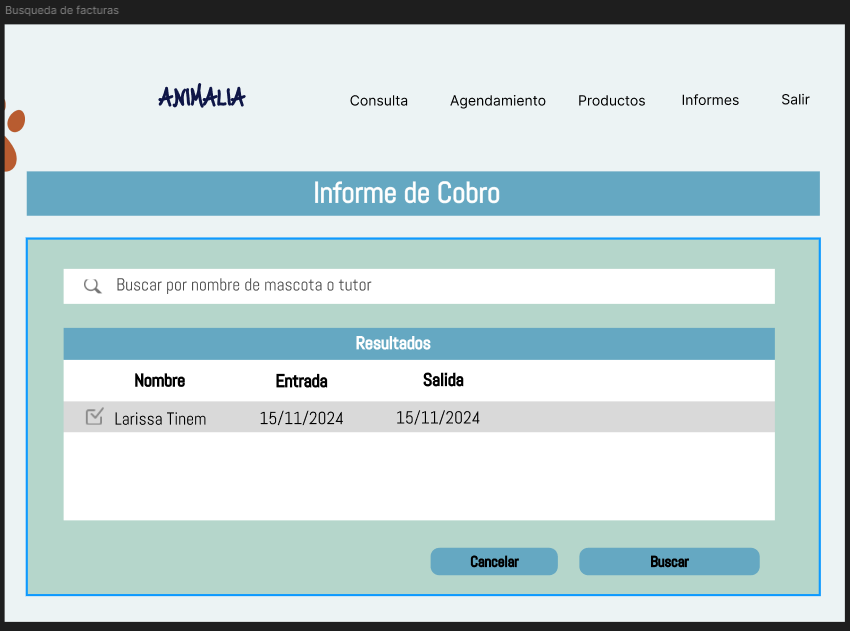 Busqueda de facturas
ANIMALIA
Consulta Agendamiento Productos Informes Salir
Informe de Cobro
Buscar por nombre de mascota o tutor
Resultados
Nombre Entrada Salida
Larissa Tinem 15/11/2024 15/11/2024
Cancelar Buscar